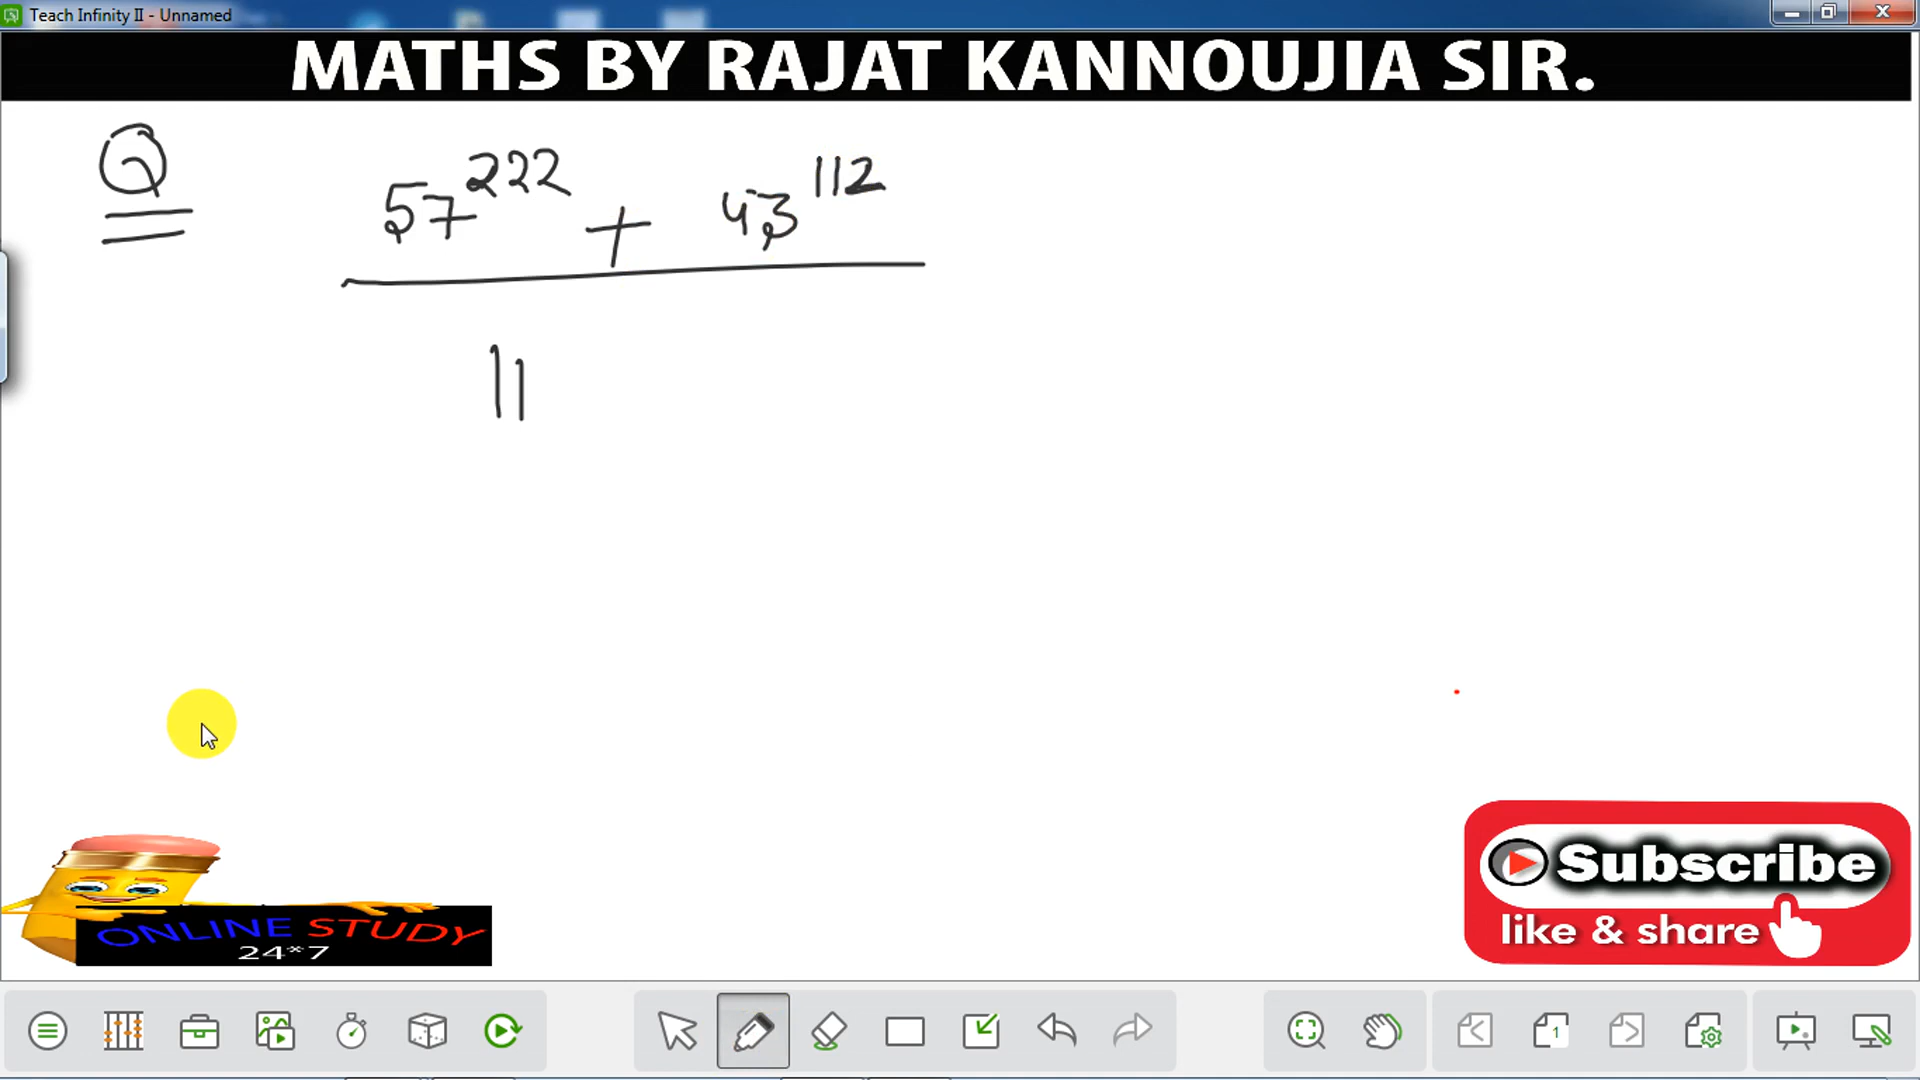 Teach Infinity II - Unnamed
MATHS BY RAJAT KANNOUJIA SIR.
Q
57^222 + 43^112
11
Subscribe
like & share
ONLINE STUDY
24*7
1